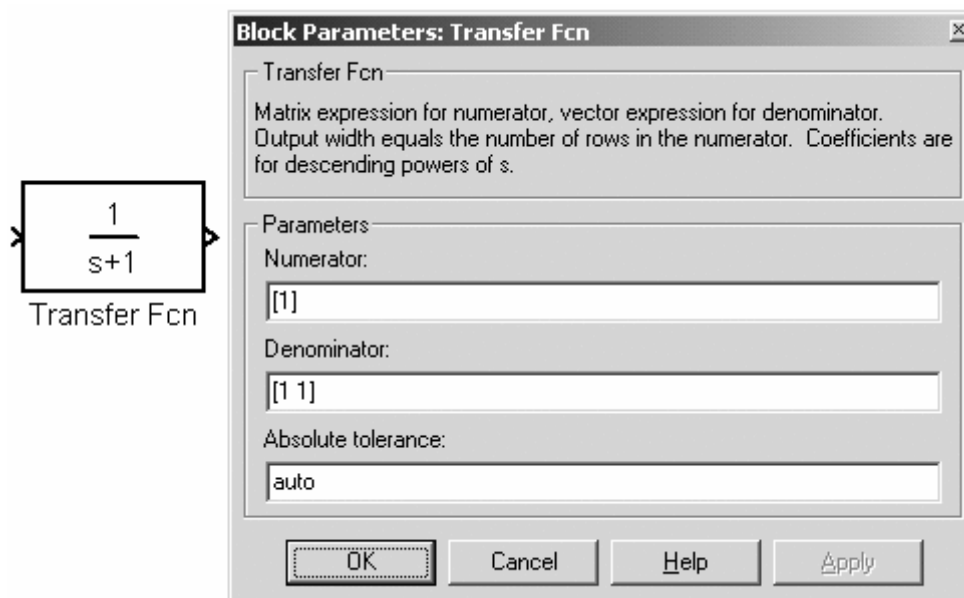 1
s+1
Transfer Fcn
Block Parameters: Transfer Fcn
Transfer Fcn
Matrix expression for numerator, vector expression for denominator.
Output width equals the number of rows in the numerator.  Coefficients are
for descending powers of s.
Parameters
Numerator:
[1]
Denominator:
[1 1]
Absolute tolerance:
auto
OK Cancel Help Apply